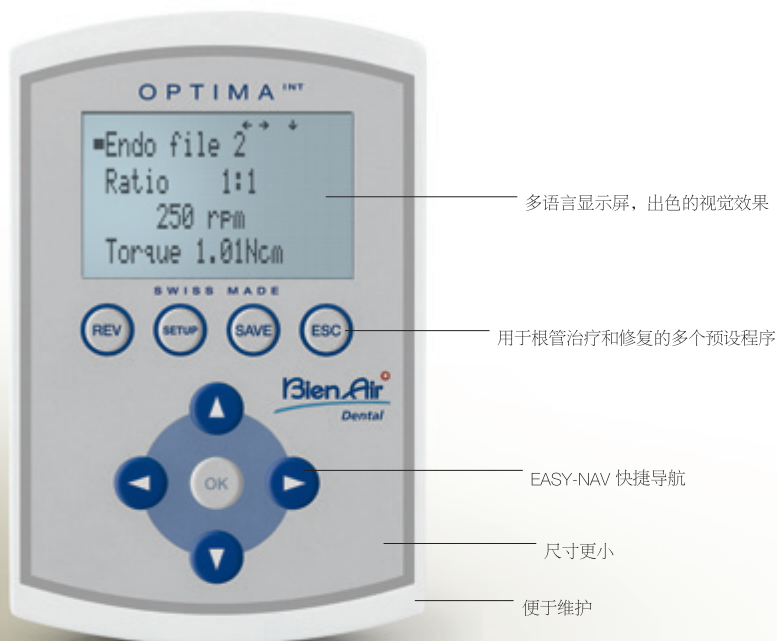 OPTIMA INT
Endo file 2
Ratio 1:1
250 rpm
Torque 1.01Ncm
SWISS MADE
REV SETUP SAVE ESC
Bien Air
Dental
OK
多语言显示屏，出色的视觉效果
用于根管治疗和修复的多个预设程序
EASY-NAV 快捷导航
尺寸更小
便于维护